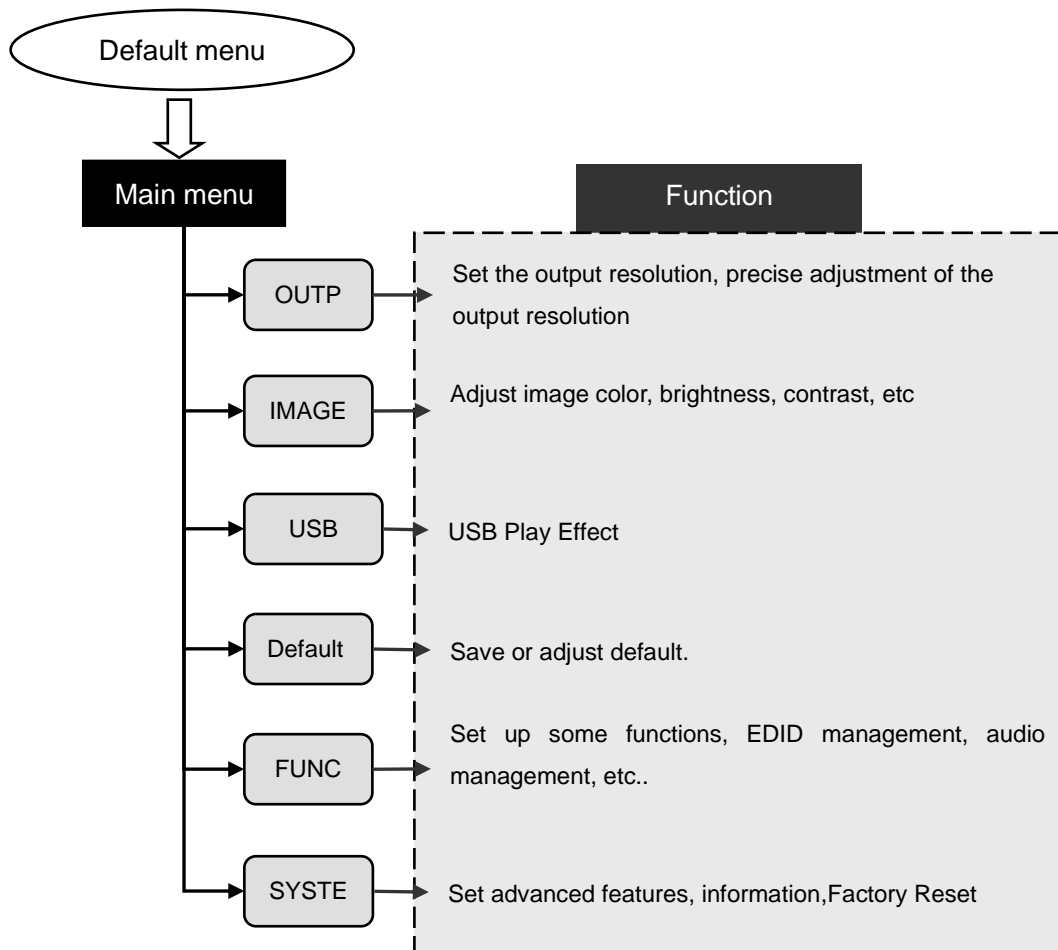 Default menu
Main menu
Function
OUTP
Set the output resolution, precise adjustment of the
output resolution
IMAGE
Adjust image color, brightness, contrast, etc
USB
USB Play Effect
Default
Save or adjust default.
FUNC
Set up some functions, EDID management, audio
management, etc..
SYSTE
Set advanced features, information,Factory Reset